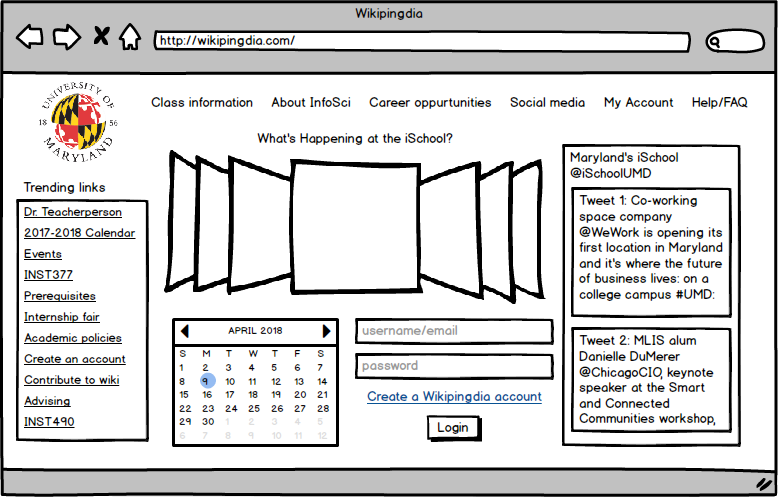 Wikipingdia
http://wikipingdia.com/
UNIVERSITY OF
18 56
MARYLAND
Class information About InfoSci Career oppurtunities Social media My Account Help/FAQ
What's Happening at the iSchool?
Trending links
Dr. Teacherperson
2017-2018 Calendar
Events
INST377
Prerequisites
Internship fair
Academic policies
Create an account
Contribute to wiki
Advising
INST490
APRIL 2018
S M T W T F S
1 2 3 4 5 6 7
8 9 10 11 12 13 14
15 16 17 18 19 20 21
22 23 24 25 26 27 28
29 30 1 2 3 4 5
6 7 8 9 10 11 12
username/email
password
Create a Wikipingdia account
Login
Maryland's iSchool
@iSchoolUMD
Tweet 1: Co-working
space company
@WeWork is opening its
first location in Maryland
and it's where the future
of business lives: on a
college campus #UMD:
Tweet 2: MLIS alum
Danielle DuMerer
@ChicagoCIO, keynote
speaker at the Smart
and Connected
Communities workshop,